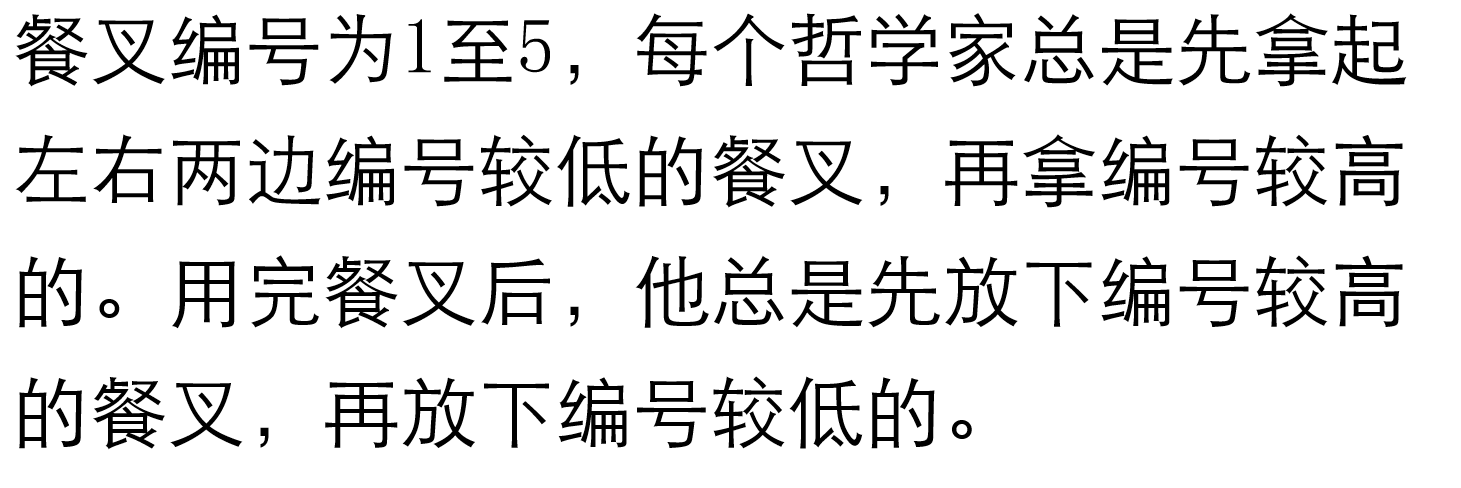 餐叉编号为1至5，每个哲学家总是先拿起
左右两边编号较低的餐叉，再拿编号较高
的。用完餐叉后，他总是先放下编号较高
的餐叉，再放下编号较低的。